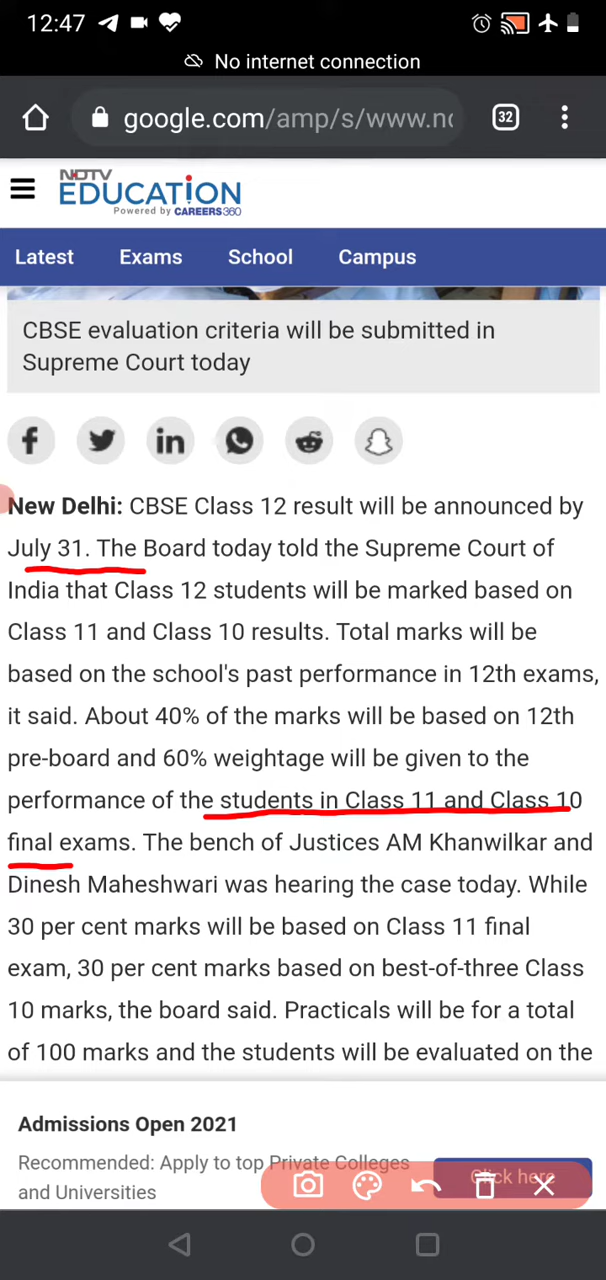 12:47
No internet connection
32
google.com/amp/s/www.n
NDTV
EDUCATION
Powered by CAREERS360
Latest Exams School Campus
CBSE evaluation criteria will be submitted in
Supreme Court today
New Delhi: CBSE Class 12 result will be announced by
July 31. The Board today told the Supreme Court of
India that Class 12 students will be marked based on
Class 11 and Class 10 results. Total marks will be
based on the school's past performance in 12th exams,
it said. About 40% of the marks will be based on 12th
pre-board and 60% weightage will be given to the
performance of the students in Class 11 and Class 10
final exams. The bench of Justices AM Khanwilkar and
Dinesh Maheshwari was hearing the case today. While
30 per cent marks will be based on Class 11 final
exam, 30 per cent marks based on best-of-three Class
10 marks, the board said. Practicals will be for a total
of 100 marks and the students will be evaluated on the
Admissions Open 2021
Recommended: Apply to top Private Colleges
and Universities
Click here